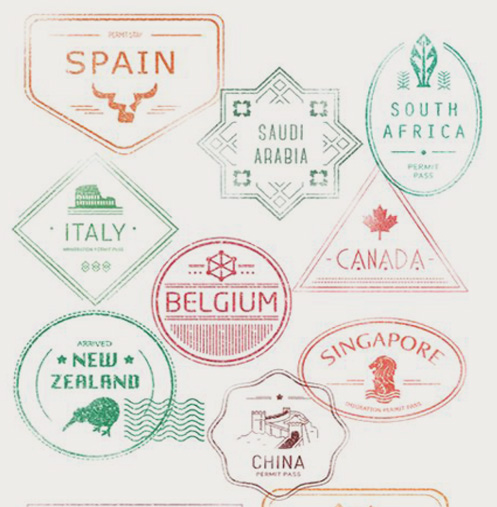 PERMIT STAY
SPAIN
SAUDI
ARABIA
SOUTH
AFRICA
PERMIT
PASS
ITALY
IMMIGRATION PERMIT PASS
CANADA
BELGIUM
ARRIVED
NEW
ZEALAND
SINGAPORE
IMIGRATION PERMIT PASS
CHINA
PERMIT PASS